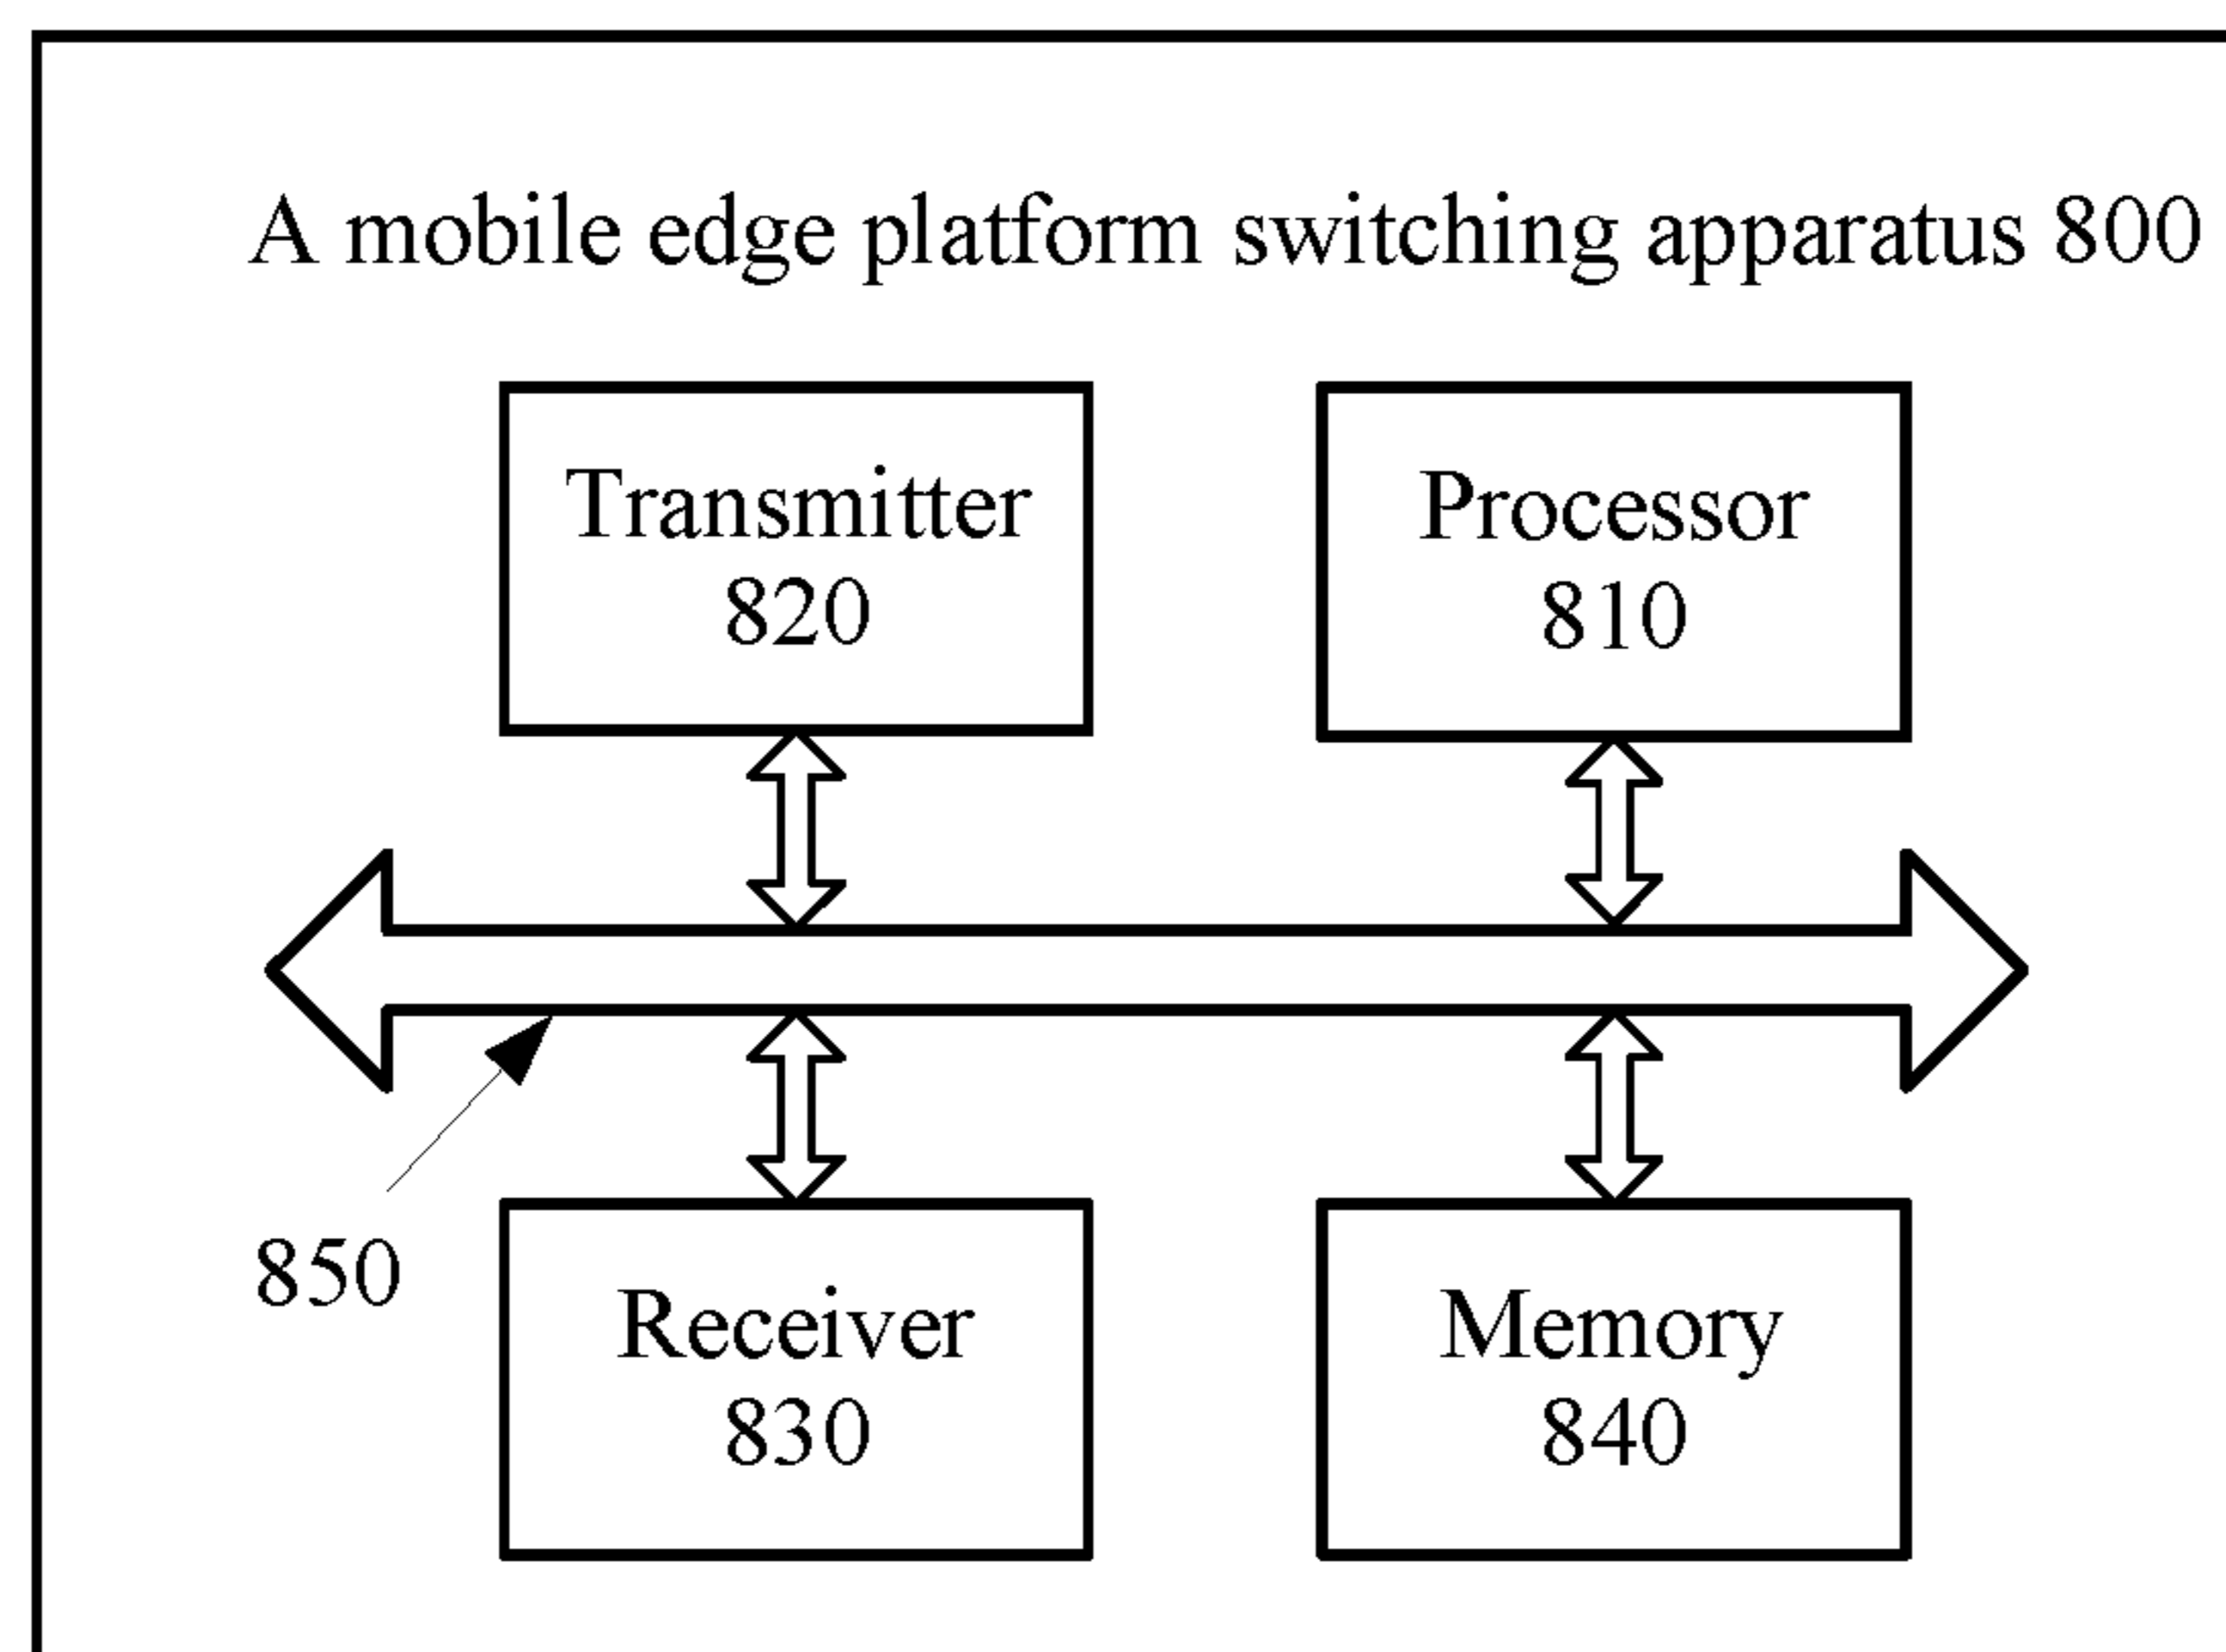 A mobile edge platform switching apparatus 800
Transmitter
820
Processor
810
850
Receiver
830
Memory
840